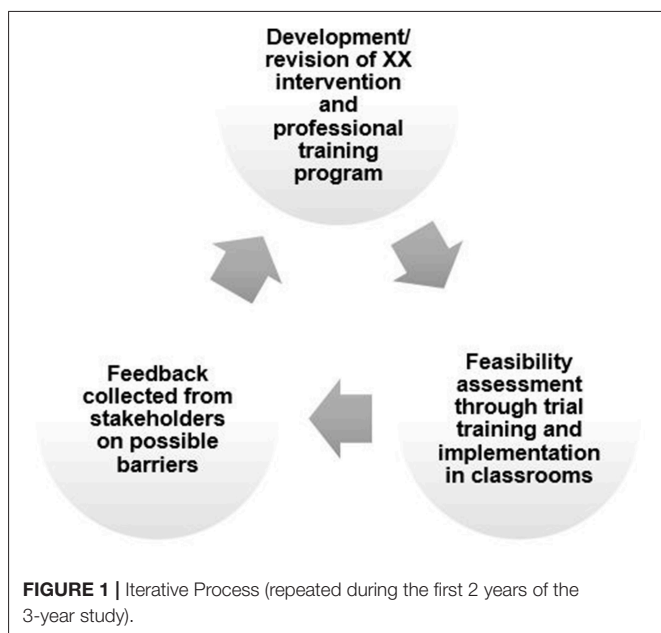 Development/
revision of XX
intervention
and
professional
training
program
Feasibility
assessment
through trial
training and
implementation
in classrooms
Feedback
collected from
stakeholders
on possible
barriers
FIGURE 1 | Iterative Process (repeated during the first 2 years of the
3-year study).